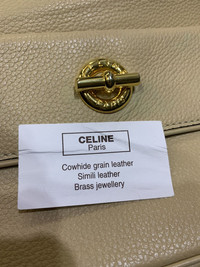 CELINE
Paris
Cowhide grain leather
Simili leather
Brass jewellery